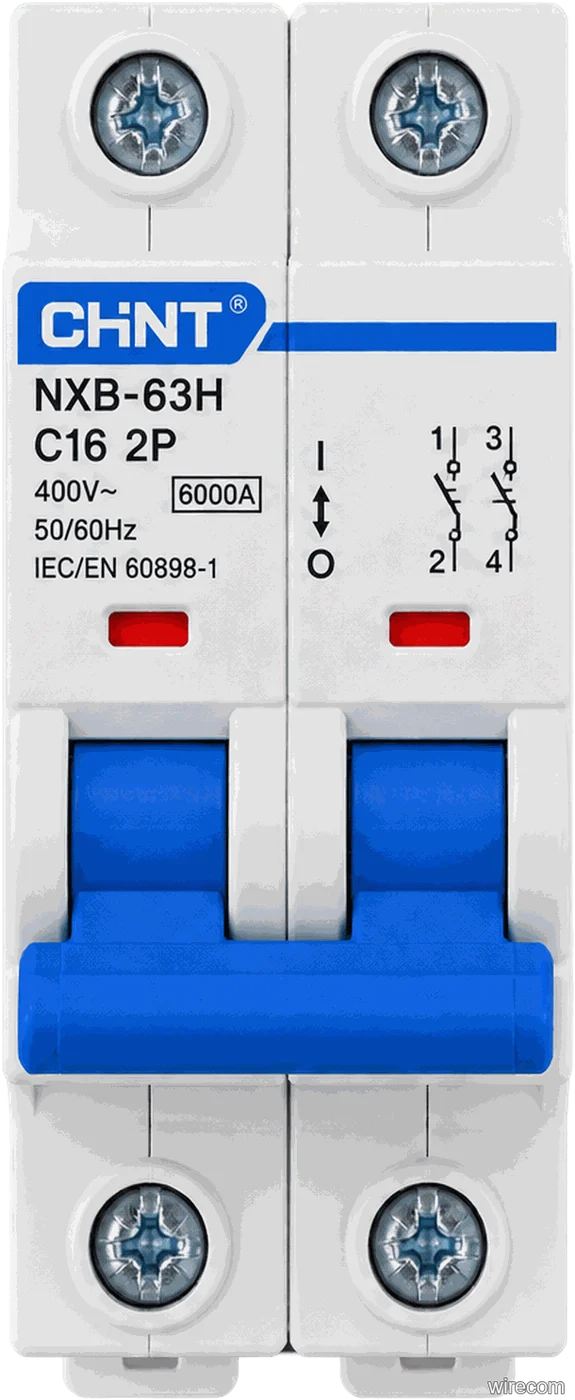 CHINT®
NXB-63H
C16 2P
400V~ 6000A
50/60Hz
IEC/EN 60898-1
I
O
1 3
2 4
wirecom